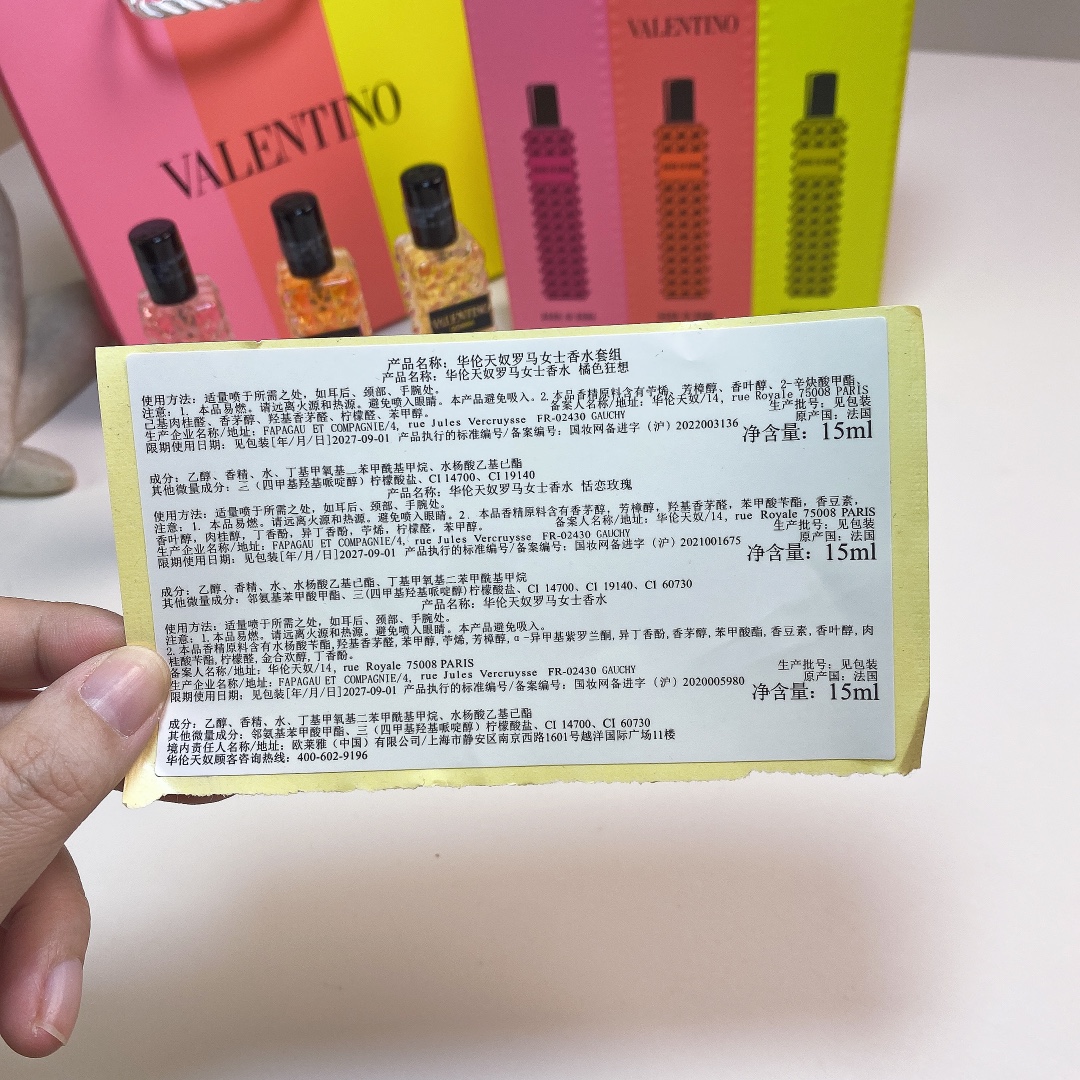 VALENTINO
VALENTINO
VALENTINO
产品名称：华伦天奴罗马女士香水套组
产品名称：华伦天奴罗马女士香水 橘色狂想
使用方法：适量喷于所需之处，如耳后、颈部、手腕处。
注意：1. 本品易燃。请远离火源和热源。避免喷入眼睛。本产品避免吸入。2. 本品香精原料含有苧烯、芳樟醇、香叶醇、2-辛炔酸甲酯、
己基肉桂醛、香茅醇、羟基香茅醛、柠檬醛、苯甲醇。
备案人名称/地址：华伦天奴/14, rue Royale 75008 PARIS
生产企业名称/地址：FAPAGAU ET COMPAGNIE/4, rue Jules Vercruysse FR-02430 GAUCHY
生产批号：见包装
限期使用日期：见包装[年/月/日]2027-09-01 产品执行的标准编号/备案编号：国妆网备进字（沪）2022003136
原产国：法国
净含量：15ml
成分：乙醇、香精、水、丁基甲氧基二苯甲酰基甲烷、水杨酸乙基己酯
其他微量成分：三（四甲基羟基哌啶醇）柠檬酸盐、CI 14700、CI 19140
产品名称：华伦天奴罗马女士香水 恬恋玫瑰
使用方法：适量喷于所需之处，如耳后、颈部、手腕处。
注意：1. 本品易燃。请远离火源和热源。避免喷入眼睛。2. 本品香精原料含有香茅醇，芳樟醇，羟基香茅醛，苯甲酸苄酯，香豆素，
香叶醇，肉桂醇，丁香酚，异丁香酚，苧烯，柠檬醛，苯甲醇。
备案人名称/地址：华伦天奴/14, rue Royale 75008 PARIS
生产企业名称/地址：FAPAGAU ET COMPAGNIE/4, rue Jules Vercruysse FR-02430 GAUCHY
生产批号：见包装
限期使用日期：见包装[年/月/日]2027-09-01 产品执行的标准编号/备案编号：国妆网备进字（沪）2021001675
原产国：法国
净含量：15ml
成分：乙醇、香精、水、水杨酸乙基己酯、丁基甲氧基二苯甲酰基甲烷
其他微量成分：邻氨基苯甲酸甲酯、三(四甲基羟基哌啶醇)柠檬酸盐、CI 14700、CI 19140、CI 60730
产品名称：华伦天奴罗马女士香水
使用方法：适量喷于所需之处，如耳后、颈部、手腕处。
注意：1. 本品易燃。请远离火源和热源。避免喷入眼睛。本产品避免吸入。
2. 本品香精原料含有水杨酸苄酯, 羟基香茅醛, 苯甲醇, 苧烯, 芳樟醇, α-异甲基紫罗兰酮, 异丁香酚, 香茅醇, 苯甲酸酯, 香豆素, 香叶醇, 肉
桂酸苄酯, 柠檬醛, 金合欢醇, 丁香酚。
备案人名称/地址：华伦天奴/14, rue Royale 75008 PARIS
生产企业名称/地址：FAPAGAU ET COMPAGNIE/4, rue Jules Vercruysse FR-02430 GAUCHY
生产批号：见包装
限期使用日期：见包装[年/月/日]2027-09-01 产品执行的标准编号/备案编号：国妆网备进字（沪）2020005980
原产国：法国
净含量：15ml
成分：乙醇、香精、水、丁基甲氧基二苯甲酰基甲烷、水杨酸乙基己酯
其他微量成分：邻氨基苯甲酸甲酯、三（四甲基羟基哌啶醇）柠檬酸盐、CI 14700、CI 60730
境内责任人名称/地址：欧莱雅（中国）有限公司/上海市静安区南京西路1601号越洋国际广场11楼
华伦天奴顾客咨询热线：400-602-9196